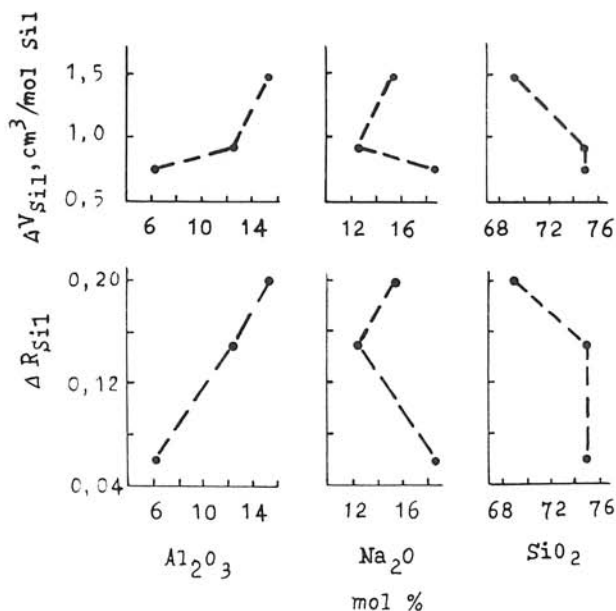 ΔV_Sil, cm³/mol Sil
1,5
1,0
0,5
6 10 14
12 16
68 72 76
ΔR_Sil
0,20
0,12
0,04
6 10 14
12 16
68 72 76
Al₂O₃
Na₂O
SiO₂
mol %